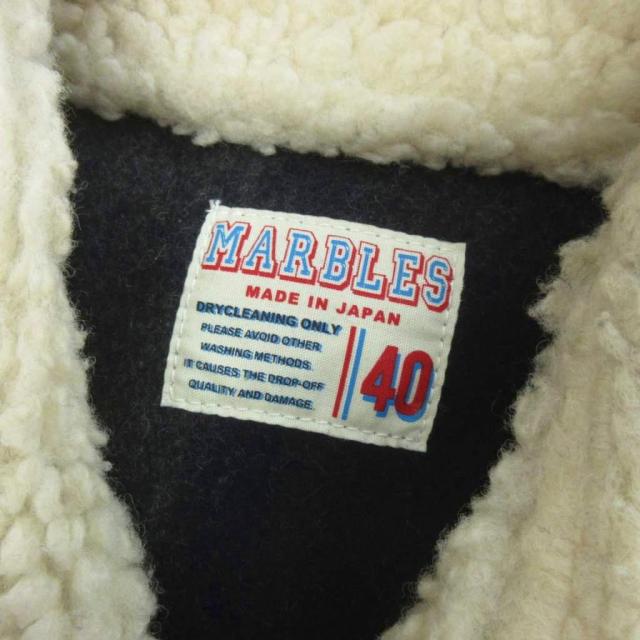 MARBLES
MADE IN JAPAN
DRYCLEANING ONLY
PLEASE AVOID OTHER
WASHING METHODS.
IT CAUSES THE DROP-OFF
QUALITY AND DAMAGE.
40